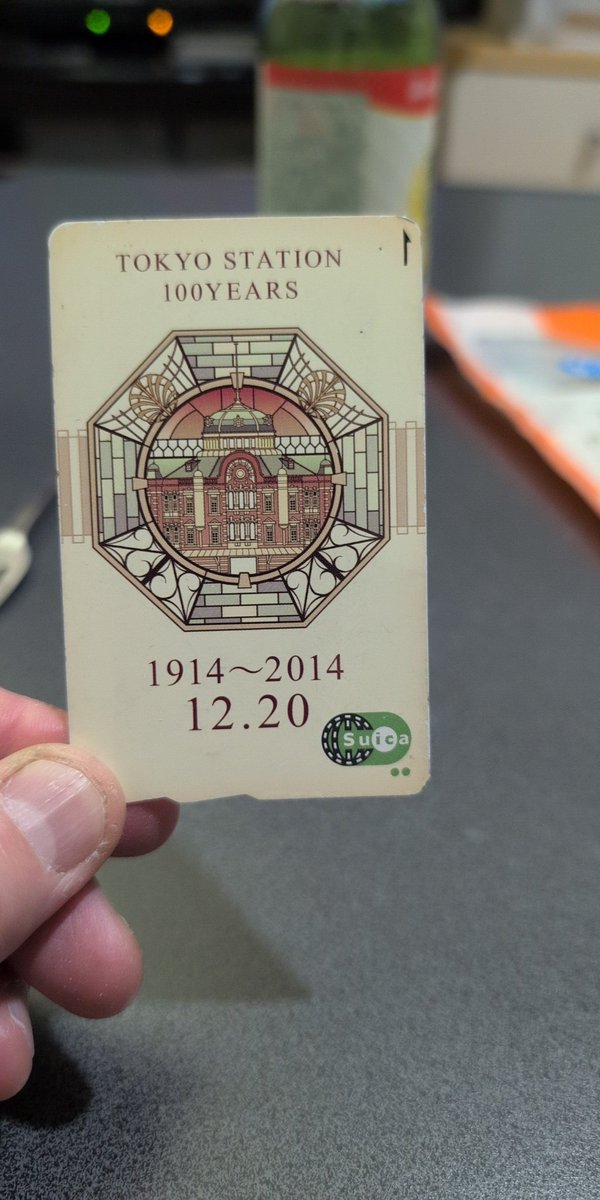 TOKYO STATION
100YEARS
1914～2014
12.20
Suica